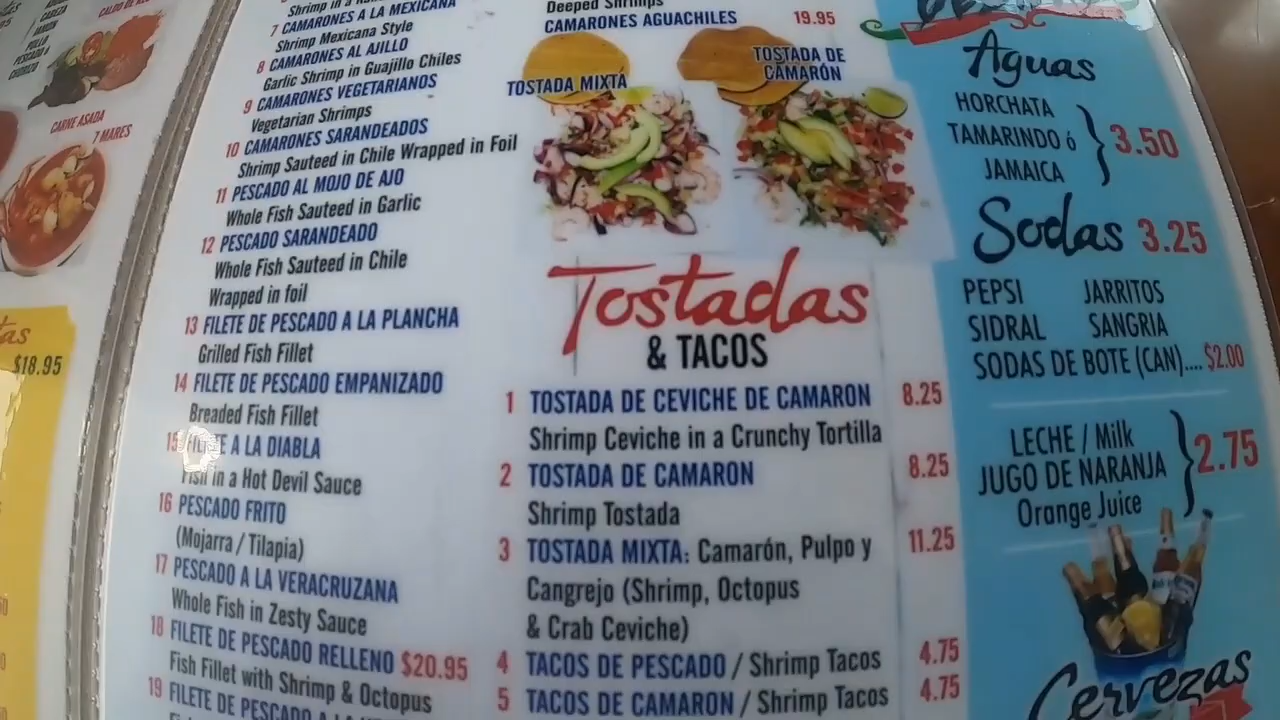 CALDO DE RES
CARNE ASADA
7 MARES
$18.95
7 CAMARONES A LA MEXICANA
Shrimp Mexicana Style
8 CAMARONES AL AJILLO
Garlic Shrimp in Guajillo Chiles
9 CAMARONES VEGETARIANOS
Vegetarian Shrimps
10 CAMARONES SARANDEADOS
Shrimp Sauteed in Chile Wrapped in Foil
11 PESCADO AL MOJO DE AJO
Whole Fish Sauteed in Garlic
12 PESCADO SARANDEADO
Whole Fish Sauteed in Chile
Wrapped in foil
13 FILETE DE PESCADO A LA PLANCHA
Grilled Fish Fillet
14 FILETE DE PESCADO EMPANIZADO
Breaded Fish Fillet
15 FILETE A LA DIABLA
Fish in a Hot Devil Sauce
16 PESCADO FRITO
(Mojarra / Tilapia)
17 PESCADO A LA VERACRUZANA
Whole Fish in Zesty Sauce
18 FILETE DE PESCADO RELLENO $20.95
Fish Fillet with Shrimp & Octopus
19 FILETE DE PESCADO A LA
Deeped Shrimps
CAMARONES AGUACHILES 19.95
TOSTADA MIXTA
TOSTADA DE
CAMARÓN
Tostadas
& TACOS
1 TOSTADA DE CEVICHE DE CAMARON 8.25
Shrimp Ceviche in a Crunchy Tortilla
2 TOSTADA DE CAMARON 8.25
Shrimp Tostada
3 TOSTADA MIXTA: Camarón, Pulpo y 11.25
Cangrejo (Shrimp, Octopus
& Crab Ceviche)
4 TACOS DE PESCADO / Shrimp Tacos 4.75
5 TACOS DE CAMARON / Shrimp Tacos 4.75
Aguas
HORCHATA
TAMARINDO ó 3.50
JAMAICA
Sodas 3.25
PEPSI JARRITOS
SIDRAL SANGRIA
SODAS DE BOTE (CAN).... $2.00
LECHE / Milk
JUGO DE NARANJA 2.75
Orange Juice
Cervezas